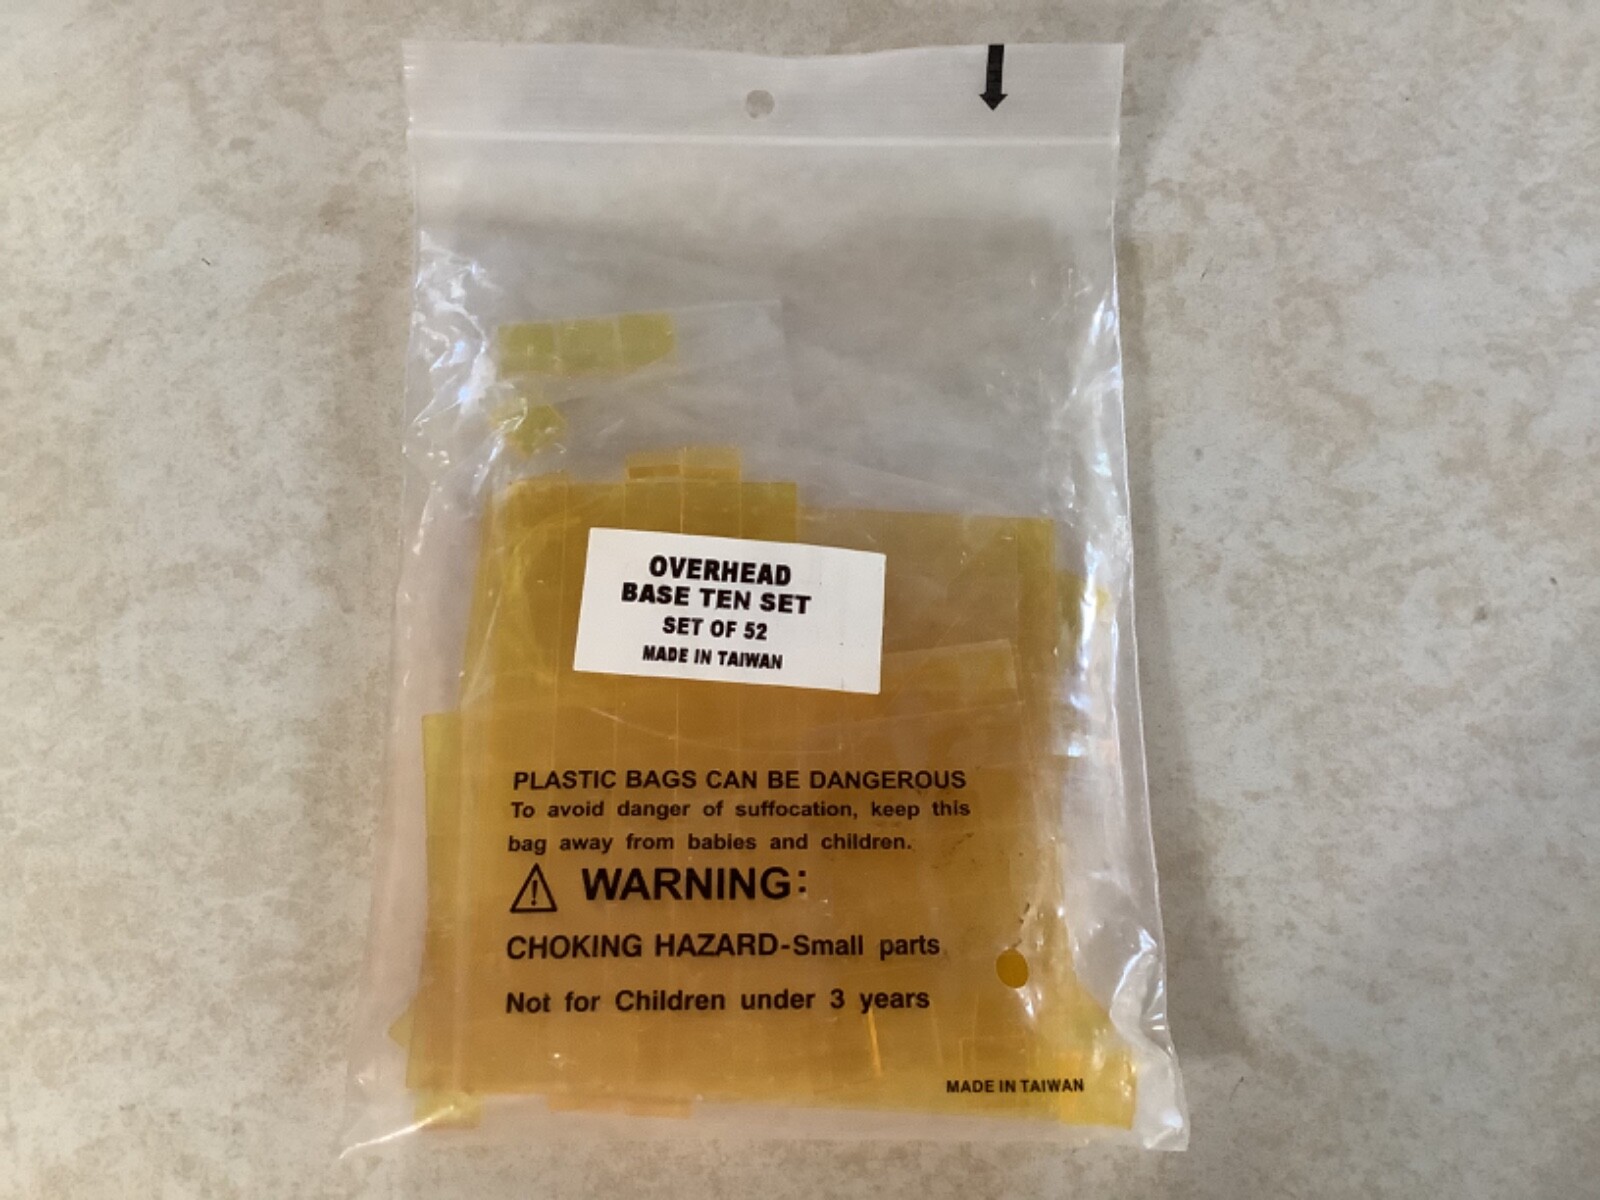 OVERHEAD
BASE TEN SET
SET OF 52
MADE IN TAIWAN
PLASTIC BAGS CAN BE DANGEROUS
To avoid danger of suffocation, keep this
bag away from babies and children.
WARNING:
CHOKING HAZARD-Small parts
Not for Children under 3 years
MADE IN TAIWAN